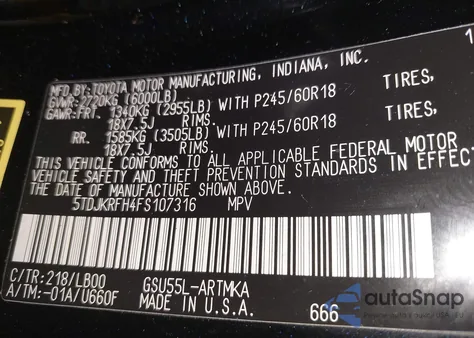 MFD.BY:TOYOTA MOTOR MANUFACTURING, INDIANA, INC.
GVWR: 2720KG (6000LB)
GAWR:FRT. 1340KG (2955LB) WITH P245/60R18 TIRES,
18X7.5J RIMS.
RR. 1585KG (3505LB) WITH P245/60R18 TIRES,
18X7.5J RIMS.
THIS VEHICLE CONFORMS TO ALL APPLICABLE FEDERAL MOTOR
VEHICLE SAFETY AND THEFT PREVENTION STANDARDS IN EFFECT
THE DATE OF MANUFACTURE SHOWN ABOVE.
5TDJKRFH4FS107316 MPV
C/TR:218/LB00 GSU55L-ARTMKA
A/TM:-01A/U660F MADE IN U.S.A. 666
autoSnap